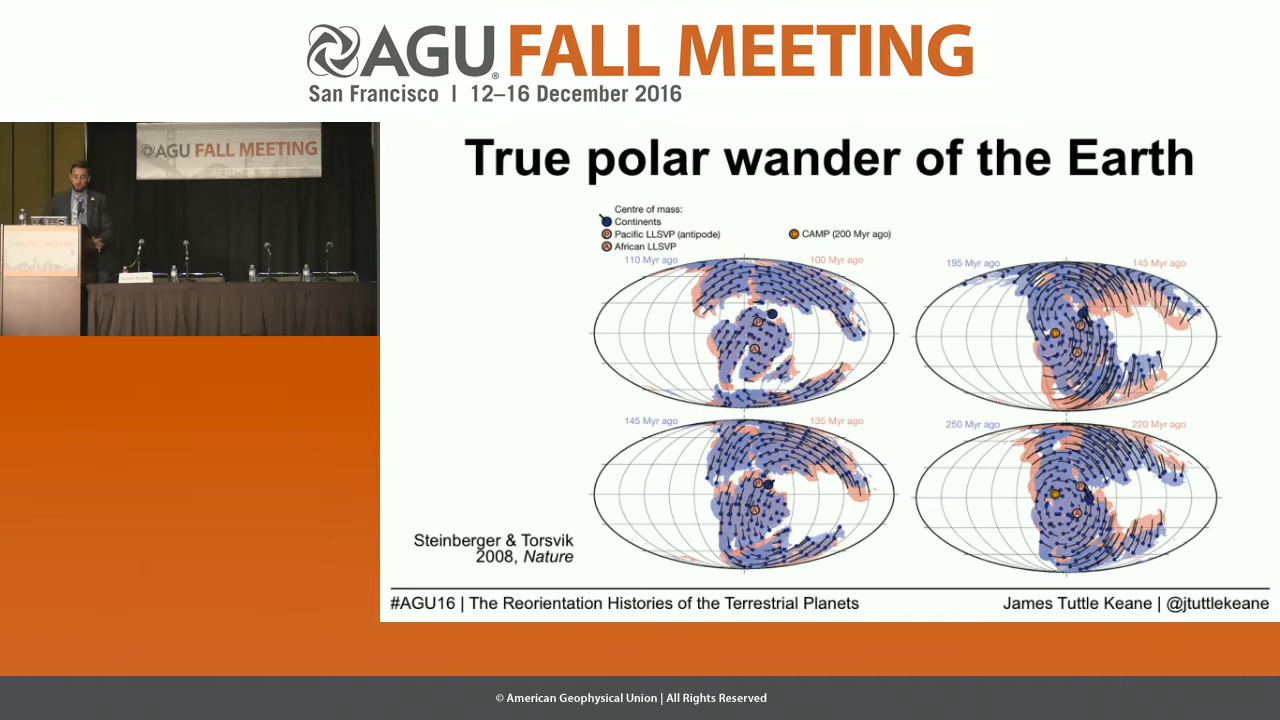 AGU® FALL MEETING
San Francisco | 12–16 December 2016
AGU FALL MEETING
True polar wander of the Earth
Centre of mass:
Continents
P Pacific LLSVP (antipode)
A African LLSVP
C CAMP (200 Myr ago)
110 Myr ago 100 Myr ago
195 Myr ago 145 Myr ago
P
A
C
P
A
145 Myr ago 135 Myr ago
250 Myr ago 220 Myr ago
P
A
C
P
A
Steinberger & Torsvik
2008, Nature
#AGU16 | The Reorientation Histories of the Terrestrial Planets
James Tuttle Keane | @jtuttlekeane
© American Geophysical Union | All Rights Reserved